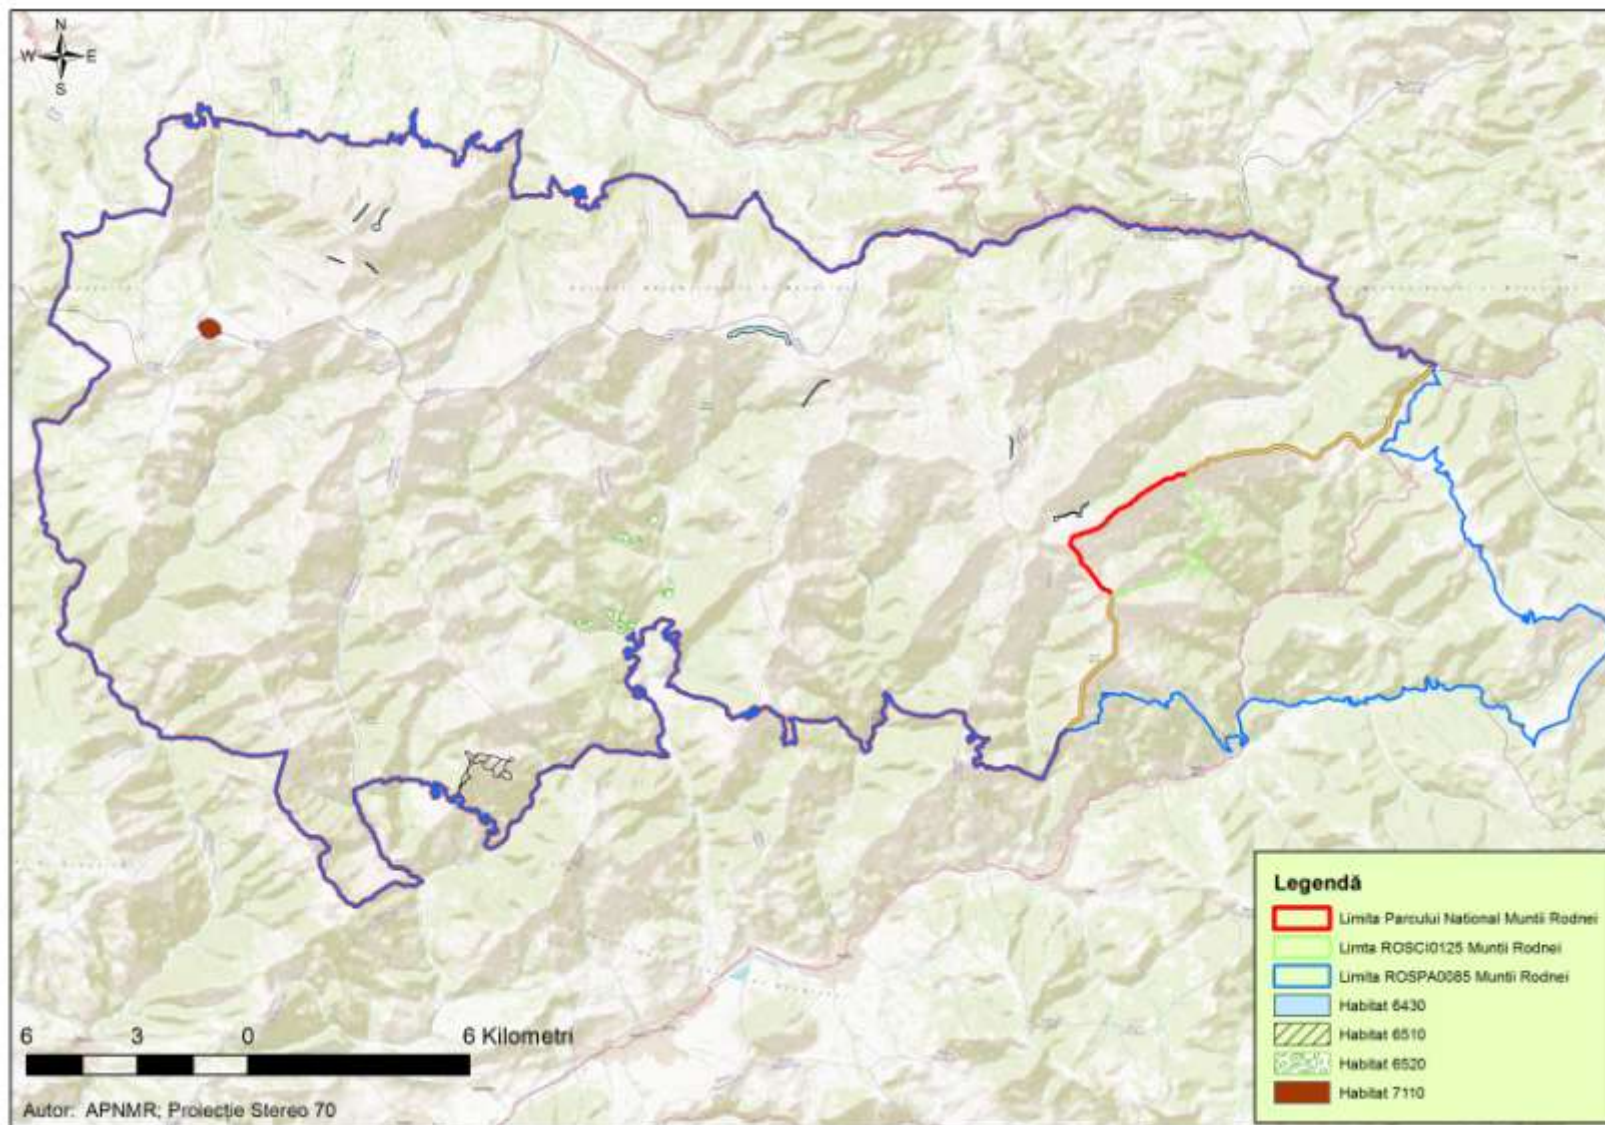 N
W E
S
Legendă
Limita Parcului National Muntii Rodnei
Limta ROSCI0125 Muntii Rodnei
Limita ROSPA0085 Muntii Rodnei
Habitat 6430
Habitat 6510
Habitat 6520
Habitat 7110
6 3 0 6 Kilometri
Autor: APNMR; Proiecție Stereo 70